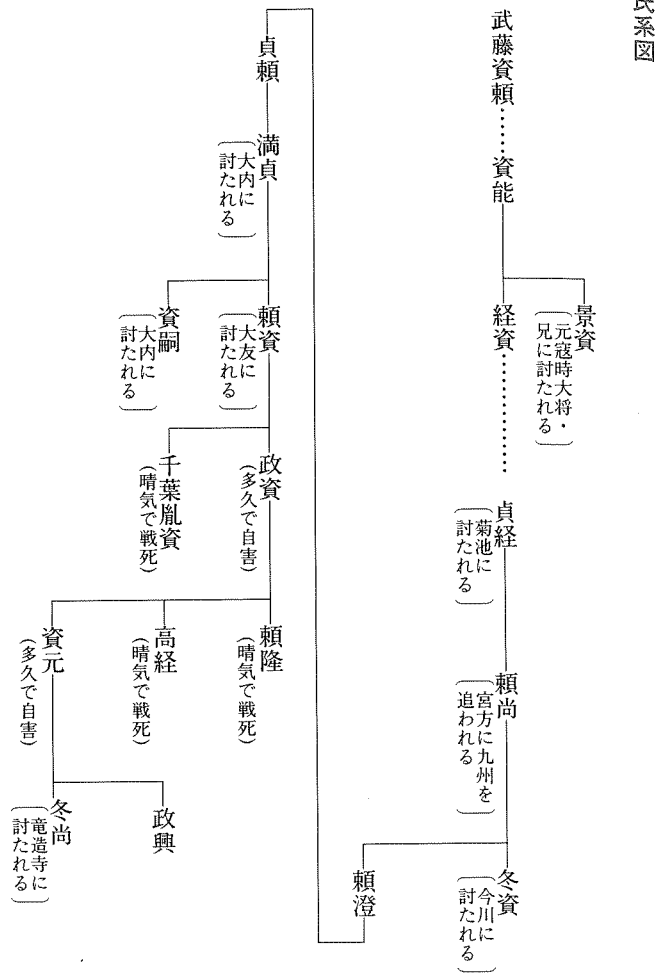 氏系図
武藤資頼……資能
景資
(元寇時大将・
兄に討たれる)
経資……………
貞経
(菊池に
討たれる)
頼尚
(宮方に九州を
追われる)
冬資
(今川に
討たれる)
頼澄
貞頼
満貞
(大内に
討たれる)
頼資
(大友に
討たれる)
資嗣
(大内に
討たれる)
政資
(多久で自害)
千葉胤資
(晴気で戦死)
頼隆
(晴気で戦死)
高経
(晴気で戦死)
資元
(多久で自害)
政興
冬尚
(竜造寺に
討たれる)